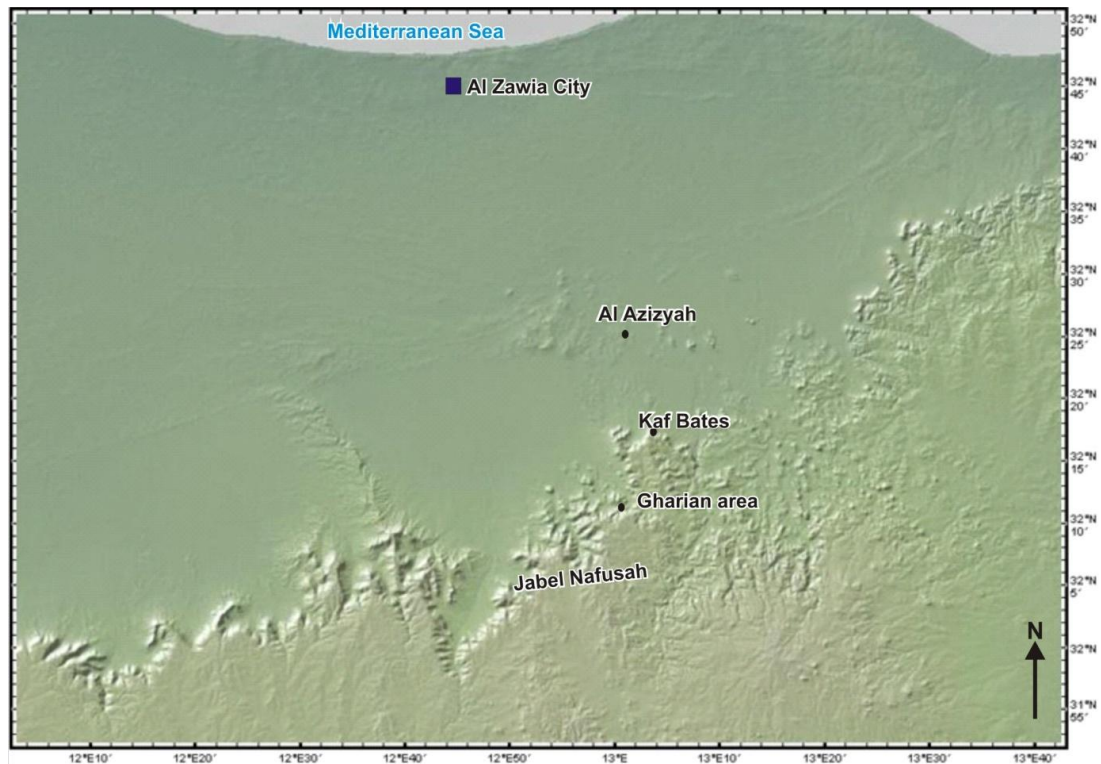 Mediterranean Sea
32°N
50´
Al Zawia City
32°N
45´
32°N
40´
32°N
35´
32°N
30´
Al Azizyah
32°N
25´
32°N
20´
Kaf Bates
32°N
15´
Gharian area
32°N
10´
Jabel Nafusah
32°N
5´
N
32°N
31°N
55´
12°E10´ 12°E20´ 12°E30´ 12°E40´ 12°E50´ 13°E 13°E10´ 13°E20´ 13°E30´ 13°E40´